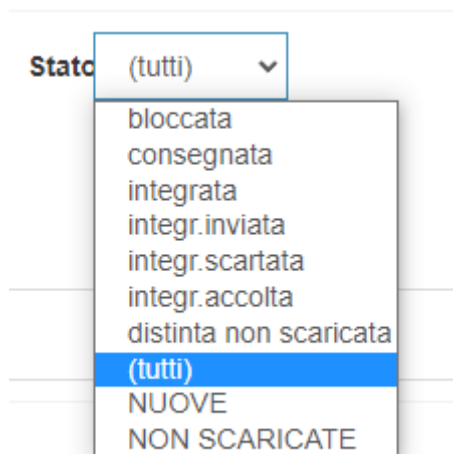 Stato (tutti)
bloccata
consegnata
integrata
integr.inviata
integr.scartata
integr.accolta
distinta non scaricata
(tutti)
NUOVE
NON SCARICATE